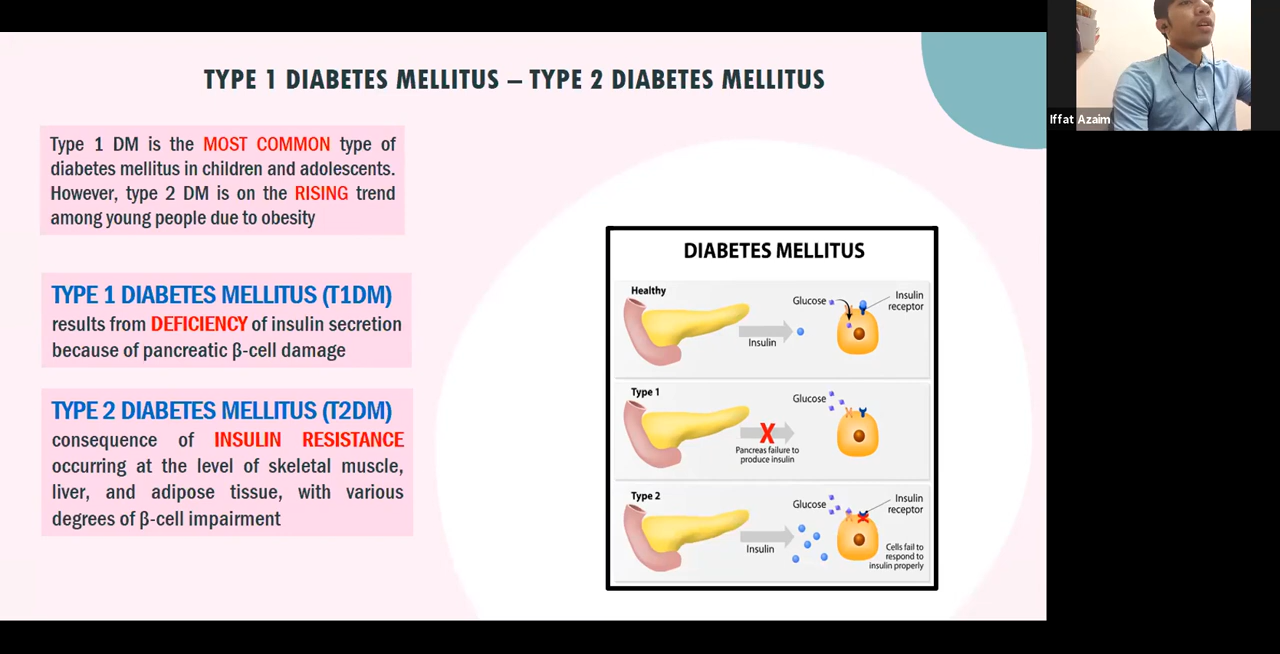 TYPE 1 DIABETES MELLITUS – TYPE 2 DIABETES MELLITUS
Iffat Azaim
Type 1 DM is the MOST COMMON type of
diabetes mellitus in children and adolescents.
However, type 2 DM is on the RISING trend
among young people due to obesity
TYPE 1 DIABETES MELLITUS (T1DM)
results from DEFICIENCY of insulin secretion
because of pancreatic β-cell damage
TYPE 2 DIABETES MELLITUS (T2DM)
consequence of INSULIN RESISTANCE
occurring at the level of skeletal muscle,
liver, and adipose tissue, with various
degrees of β-cell impairment
DIABETES MELLITUS
Healthy
Glucose
Insulin
receptor
Insulin
Type 1
Glucose
X
Pancreas failure to
produce insulin
Type 2
Glucose
Insulin
receptor
Insulin
Cells fail to
respond to
insulin properly